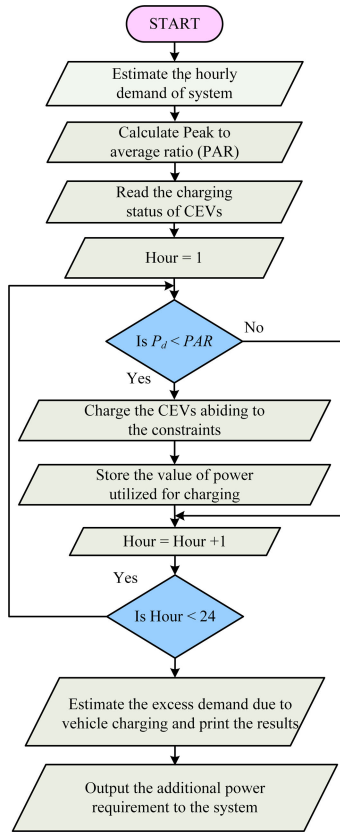 START
Estimate the hourly
demand of system
Calculate Peak to
average ratio (PAR)
Read the charging
status of CEVs
Hour = 1
Is P_d < PAR
No
Yes
Charge the CEVs abiding to
the constraints
Store the value of power
utilized for charging
Hour = Hour +1
Yes
Is Hour < 24
Estimate the excess demand due to
vehicle charging and print the results
Output the additional power
requirement to the system